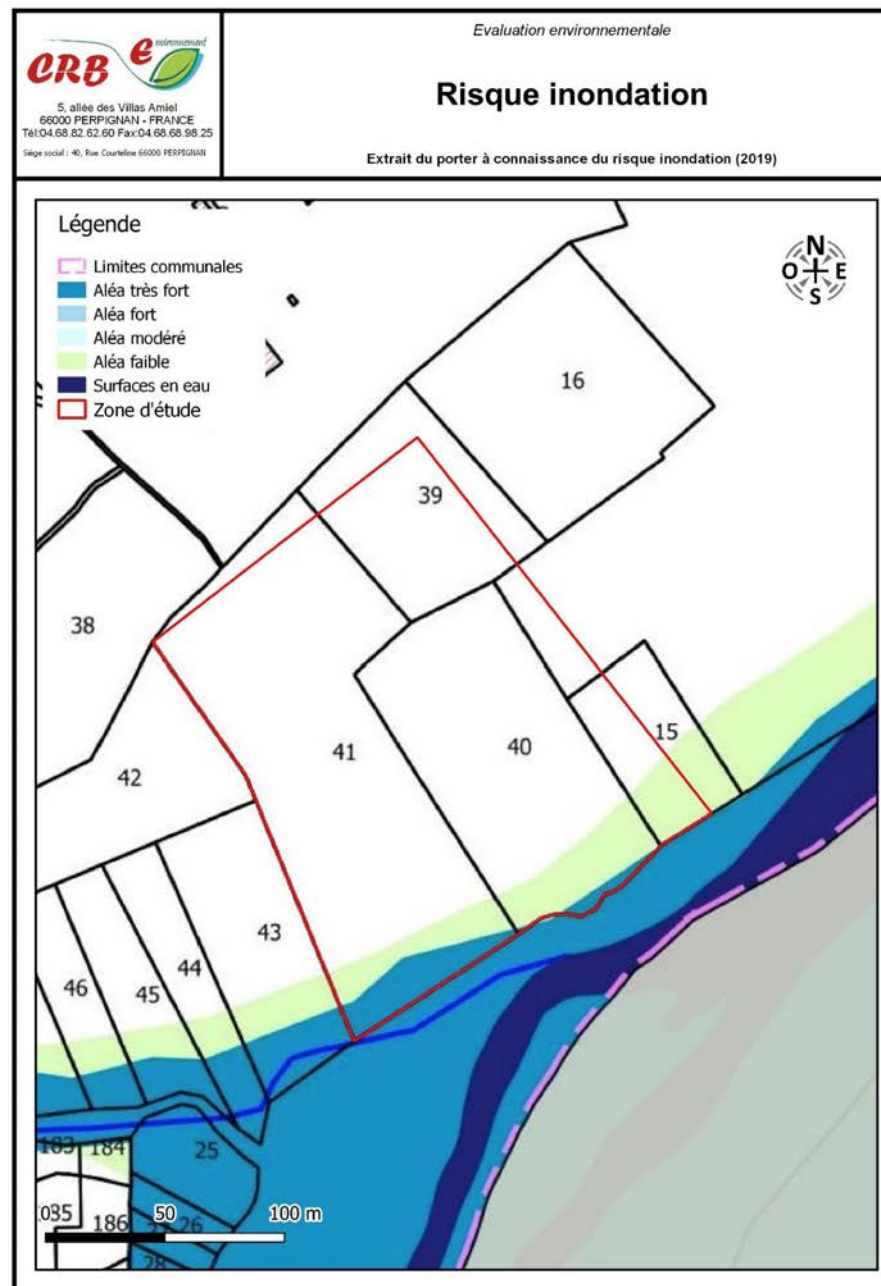 CRB Environnement
5, allée des Villas Amiel
66000 PERPIGNAN - FRANCE
Tél:04.68.82.62.60 Fax:04.68.68.98.25
Siège social : 40, Rue Courteline 66000 PERPIGNAN
Evaluation environnementale
Risque inondation
Extrait du porter à connaissance du risque inondation (2019)
Légende
Limites communales
Aléa très fort
Aléa fort
Aléa modéré
Aléa faible
Surfaces en eau
Zone d'étude
N
O E
S
16
39
38
15
41
40
42
43
44
46
45
183
184
25
186
26
28
50
100 m